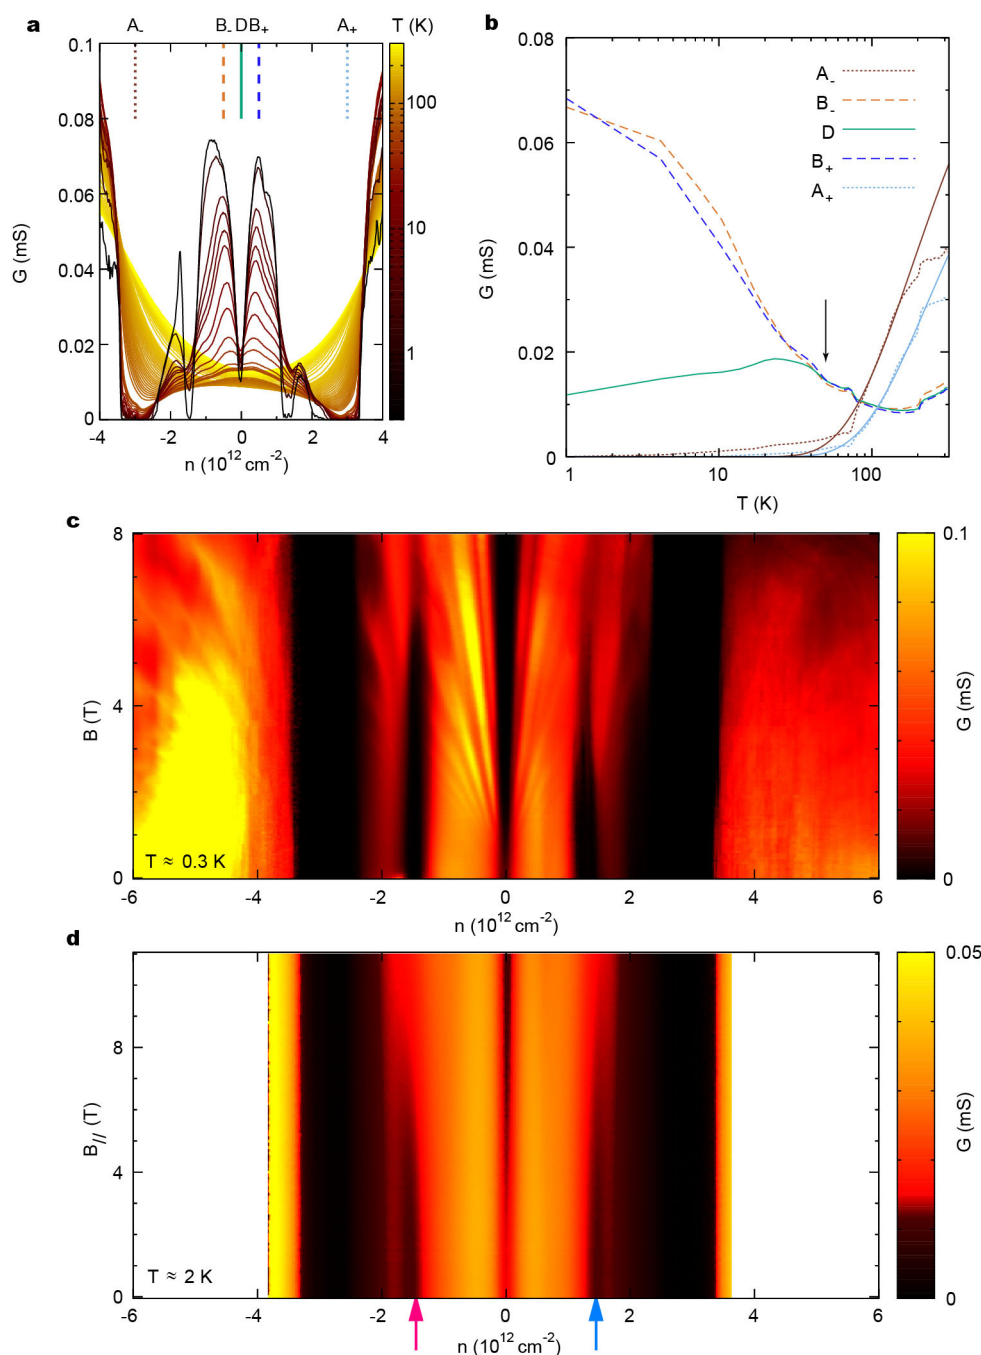 a
A- B- D B+ A+ T (K)
0.1
0.08
0.06
0.04
0.02
0
G (mS)
-4 -2 0 2 4
n (10^12 cm^-2)
100
10
1
b
0.08
0.06
0.04
0.02
0
G (mS)
A-
B-
D
B+
A+
1 10 100
T (K)
c
8
4
0
B (T)
T ≈ 0.3 K
-6 -4 -2 0 2 4 6
n (10^12 cm^-2)
0.1
0
G (mS)
d
8
4
0
B// (T)
T ≈ 2 K
-6 -4 -2 0 2 4 6
n (10^12 cm^-2)
0.05
0
G (mS)